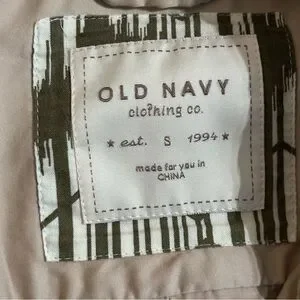 OLD NAVY
clothing co.
★ est. S 1994 ★
made for you in
CHINA